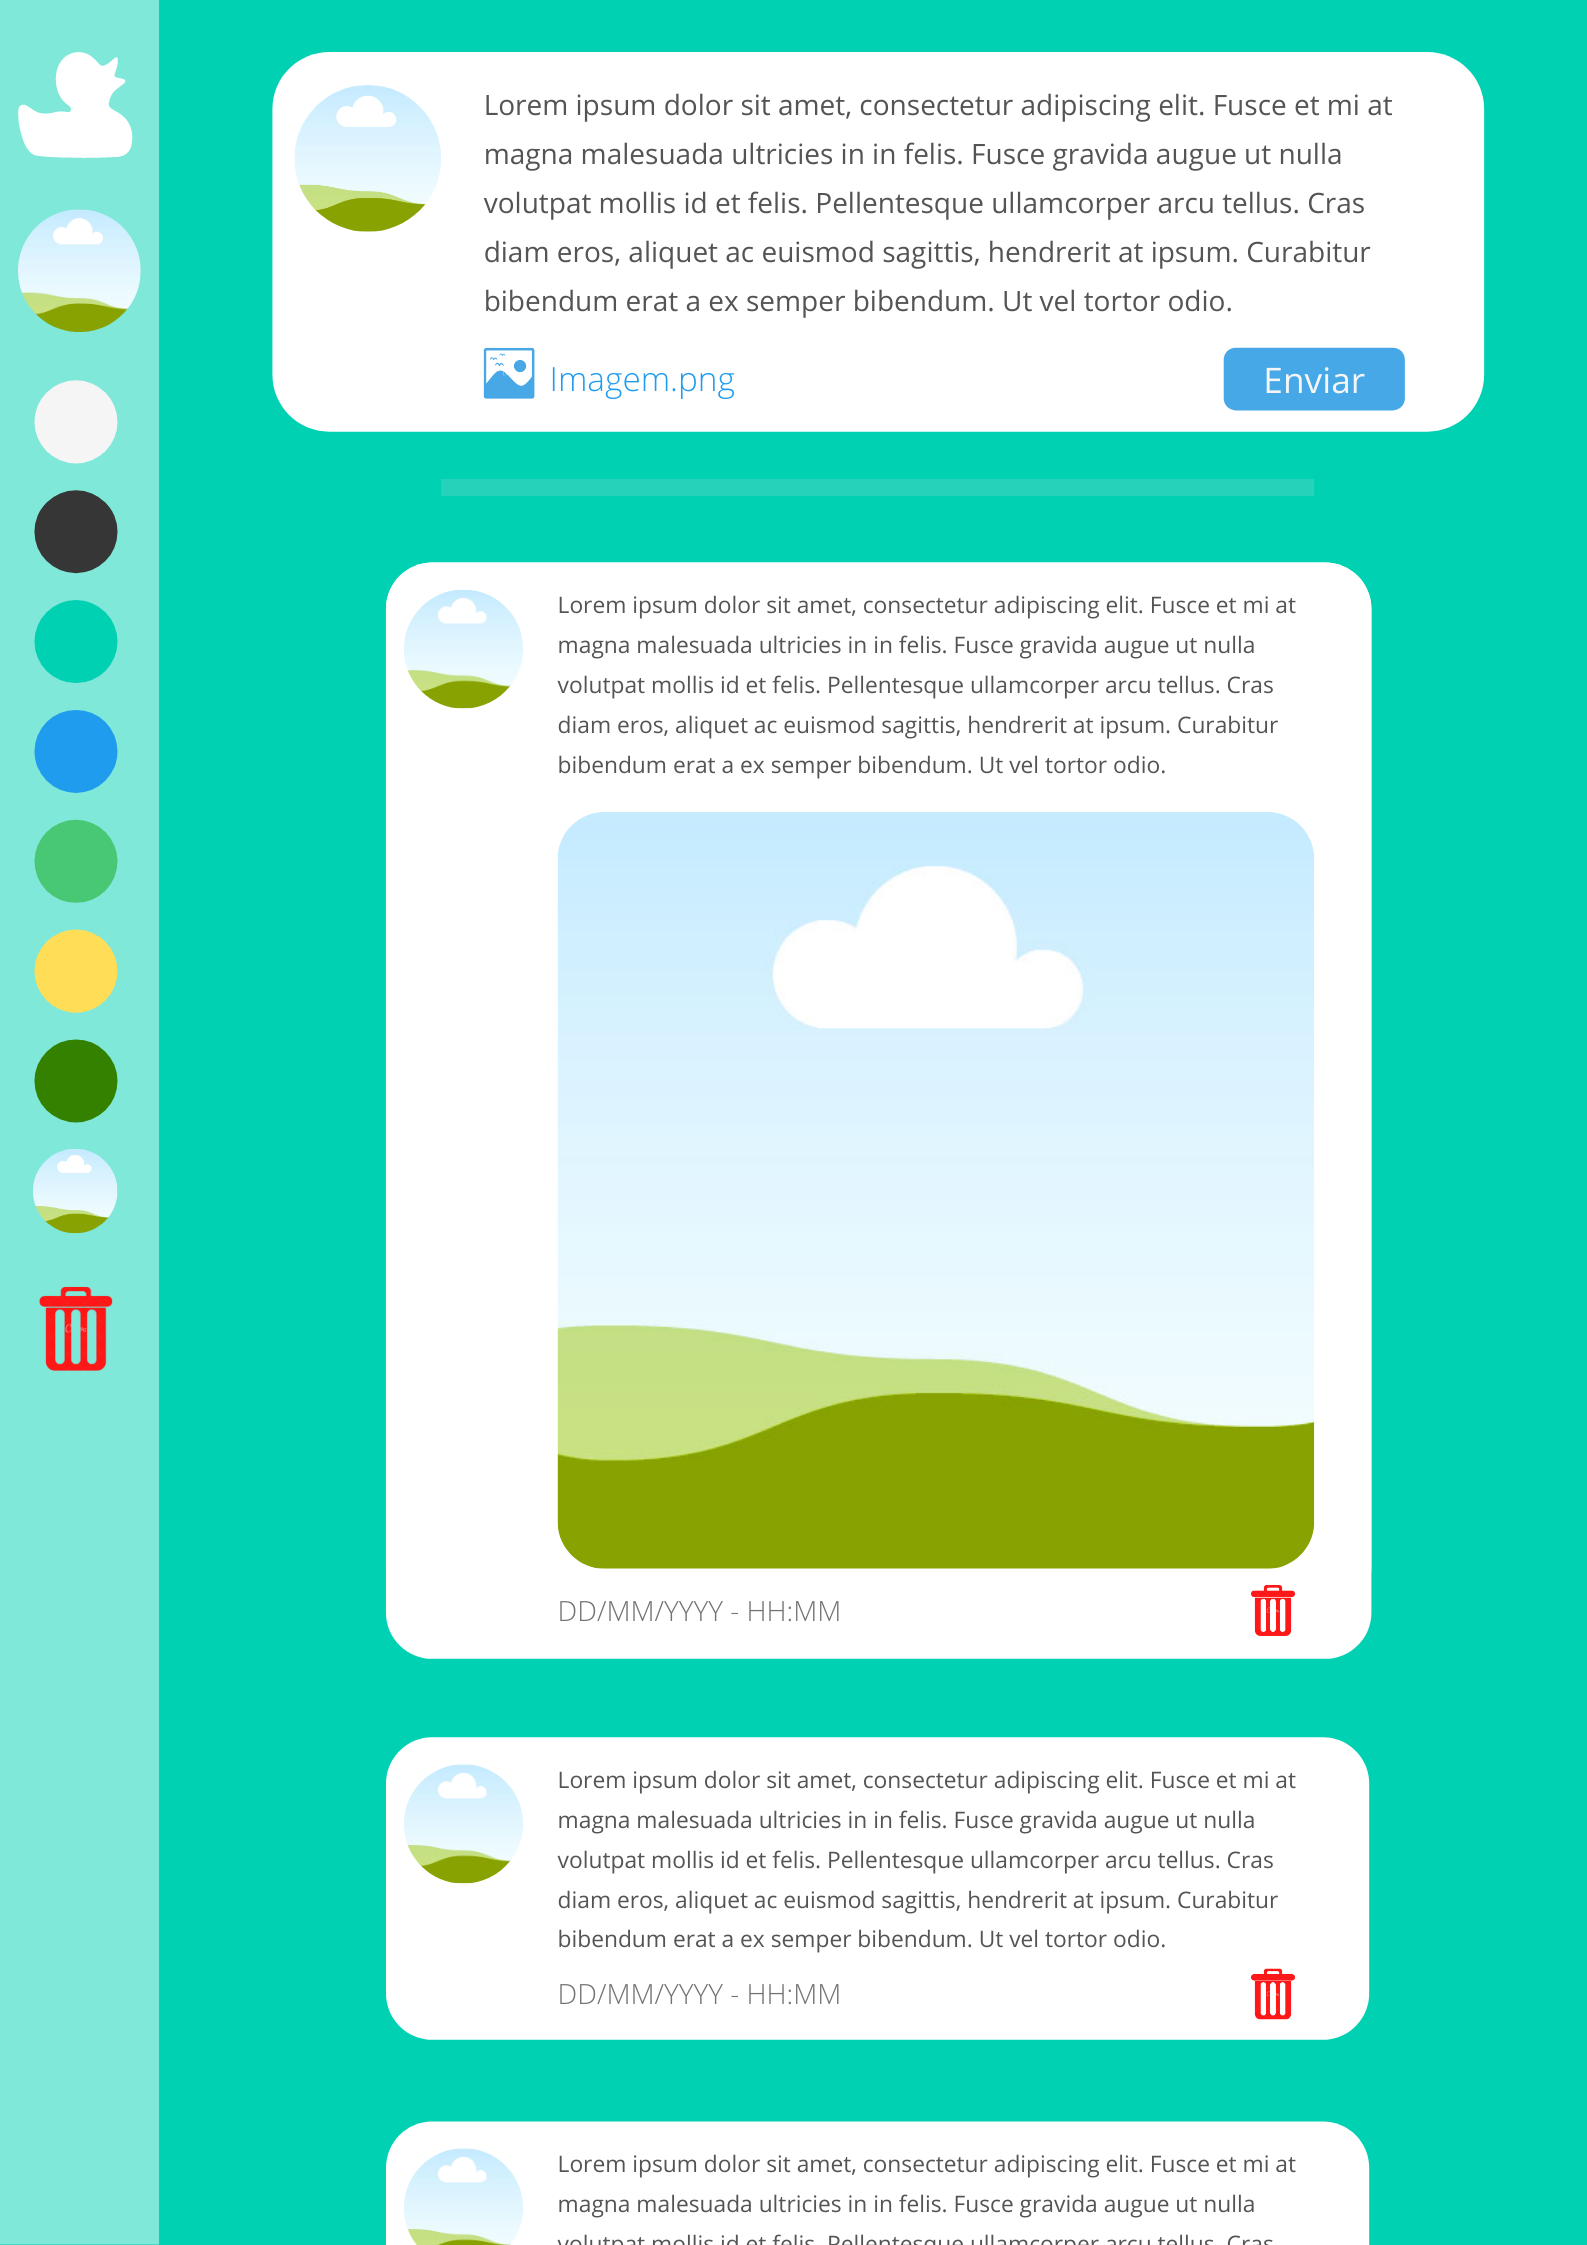 Lorem ipsum dolor sit amet, consectetur adipiscing elit. Fusce et mi at
magna malesuada ultricies in in felis. Fusce gravida augue ut nulla
volutpat mollis id et felis. Pellentesque ullamcorper arcu tellus. Cras
diam eros, aliquet ac euismod sagittis, hendrerit at ipsum. Curabitur
bibendum erat a ex semper bibendum. Ut vel tortor odio.
Imagem.png
Enviar
Lorem ipsum dolor sit amet, consectetur adipiscing elit. Fusce et mi at
magna malesuada ultricies in in felis. Fusce gravida augue ut nulla
volutpat mollis id et felis. Pellentesque ullamcorper arcu tellus. Cras
diam eros, aliquet ac euismod sagittis, hendrerit at ipsum. Curabitur
bibendum erat a ex semper bibendum. Ut vel tortor odio.
DD/MM/YYYY - HH:MM
Lorem ipsum dolor sit amet, consectetur adipiscing elit. Fusce et mi at
magna malesuada ultricies in in felis. Fusce gravida augue ut nulla
volutpat mollis id et felis. Pellentesque ullamcorper arcu tellus. Cras
diam eros, aliquet ac euismod sagittis, hendrerit at ipsum. Curabitur
bibendum erat a ex semper bibendum. Ut vel tortor odio.
DD/MM/YYYY - HH:MM
Lorem ipsum dolor sit amet, consectetur adipiscing elit. Fusce et mi at
magna malesuada ultricies in in felis. Fusce gravida augue ut nulla
volutpat mollis id et felis. Pellentesque ullamcorper arcu tellus. Cras